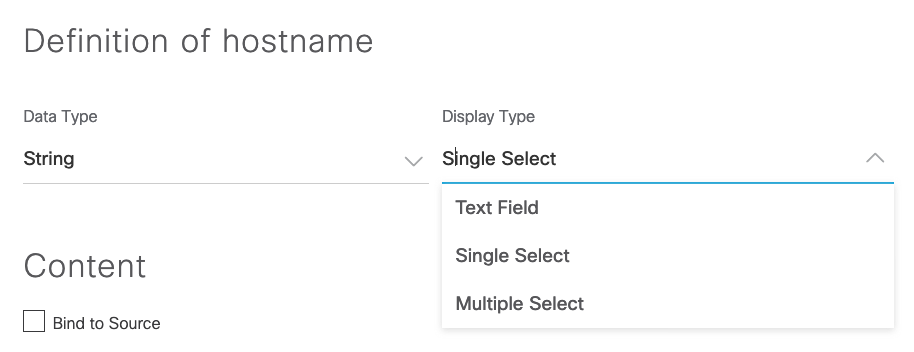 Definition of hostname
Data Type
Display Type
String
Single Select
Text Field
Single Select
Multiple Select
Content
Bind to Source